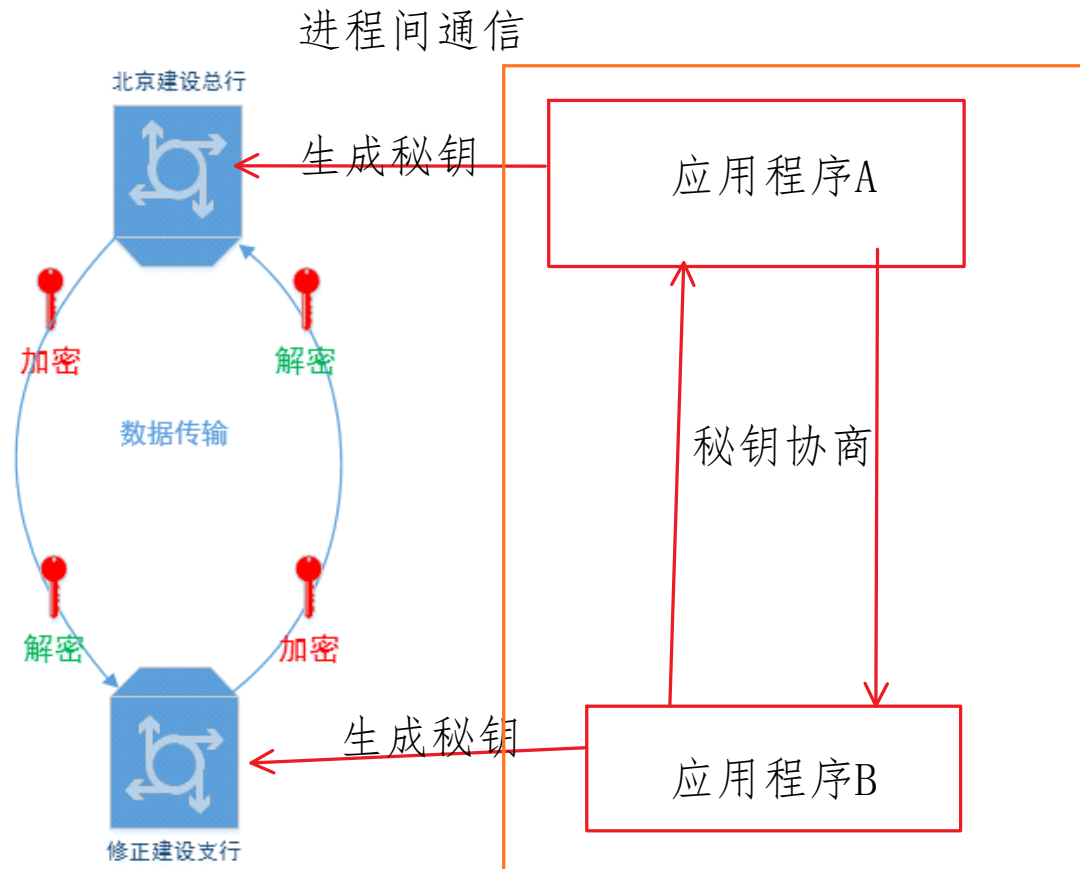 进程间通信
北京建设总行
生成秘钥
应用程序A
加密
解密
数据传输
秘钥协商
解密
加密
生成秘钥
应用程序B
修正建设支行